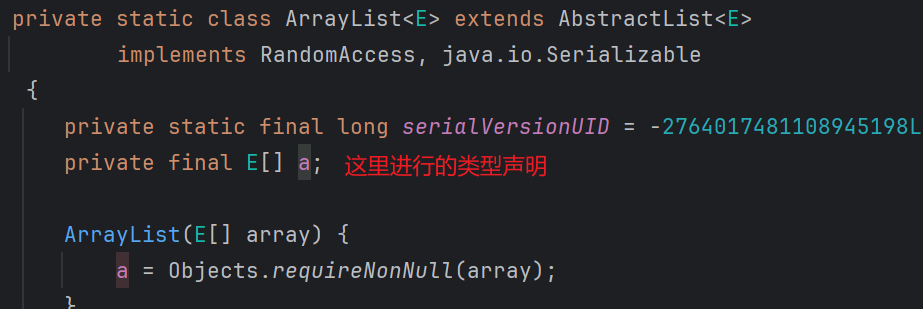 private static class ArrayList<E> extends AbstractList<E>
implements RandomAccess, java.io.Serializable
{
private static final long serialVersionUID = -2764017481108945198L
private final E[] a; 这里进行的类型声明
ArrayList(E[] array) {
a = Objects.requireNonNull(array);
}